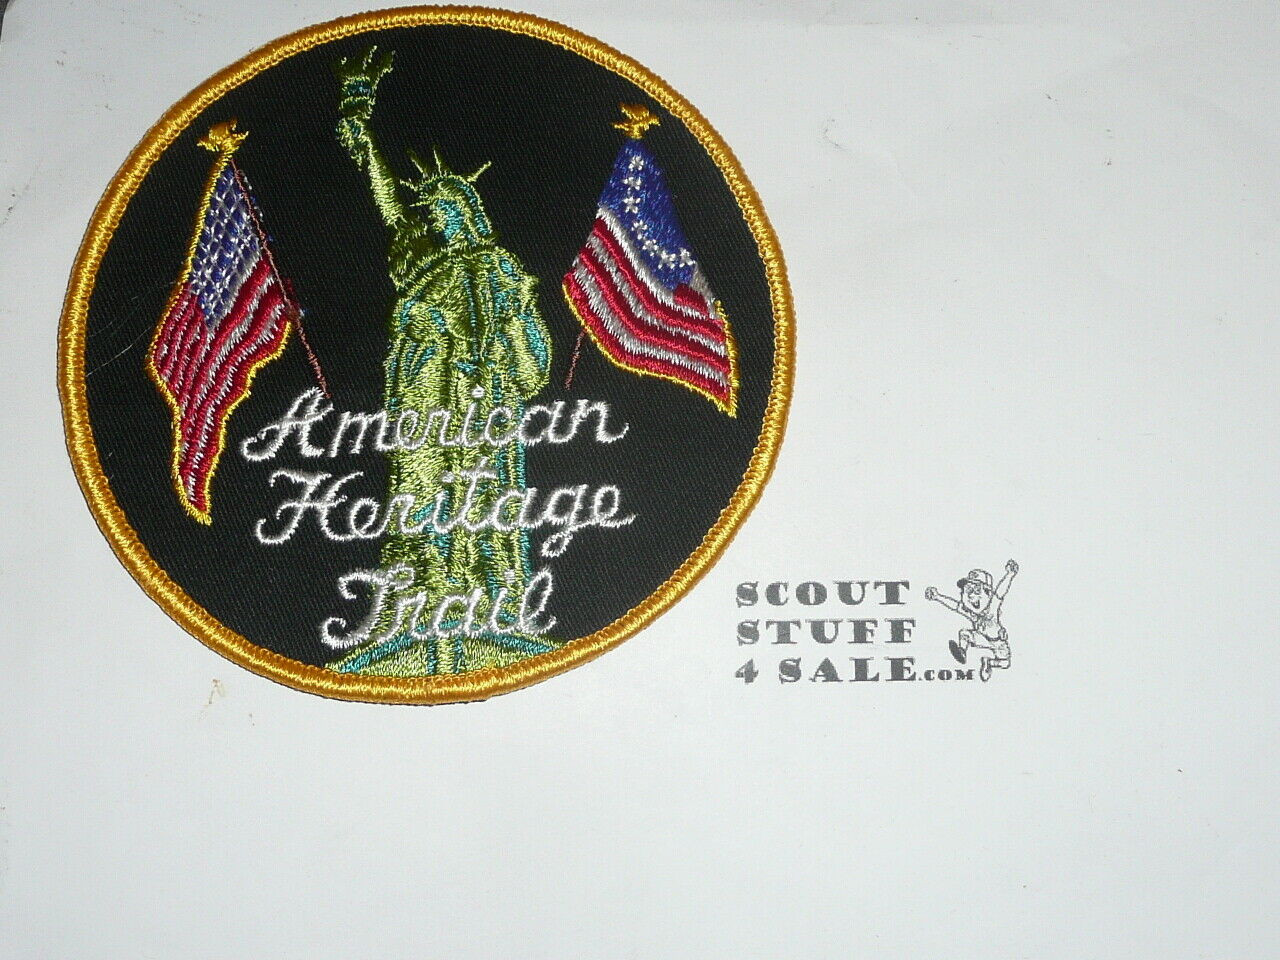 American
Heritage
Trail
SCOUT
STUFF
4 SALE.COM